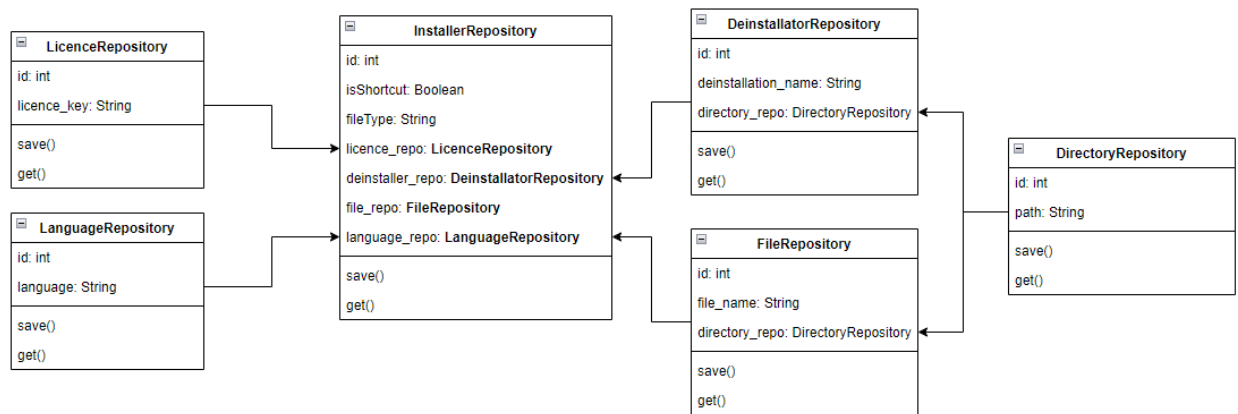 LicenceRepository
id: int
licence_key: String
save()
get()
LanguageRepository
id: int
language: String
save()
get()
InstallerRepository
id: int
isShortcut: Boolean
fileType: String
licence_repo: LicenceRepository
deinstaller_repo: DeinstallatorRepository
file_repo: FileRepository
language_repo: LanguageRepository
save()
get()
DeinstallatorRepository
id: int
deinstallation_name: String
directory_repo: DirectoryRepository
save()
get()
FileRepository
id: int
file_name: String
directory_repo: DirectoryRepository
save()
get()
DirectoryRepository
id: int
path: String
save()
get()